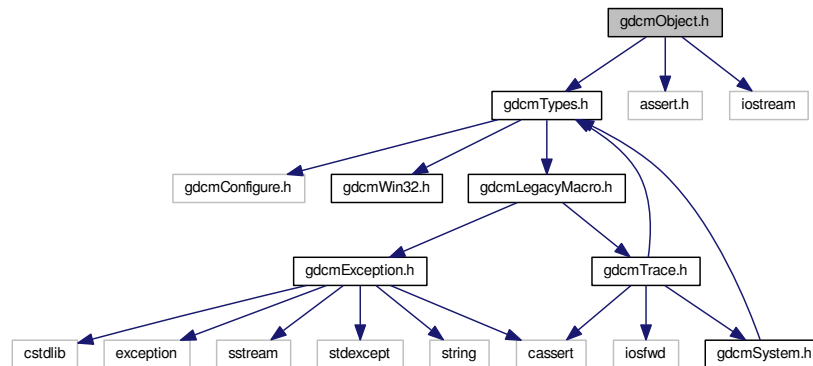 gdcmObject.h
gdcmTypes.h
assert.h
iostream
gdcmConfigure.h
gdcmWin32.h
gdcmLegacyMacro.h
gdcmException.h
gdcmTrace.h
cstdlib
exception
sstream
stdexcept
string
cassert
iosfwd
gdcmSystem.h